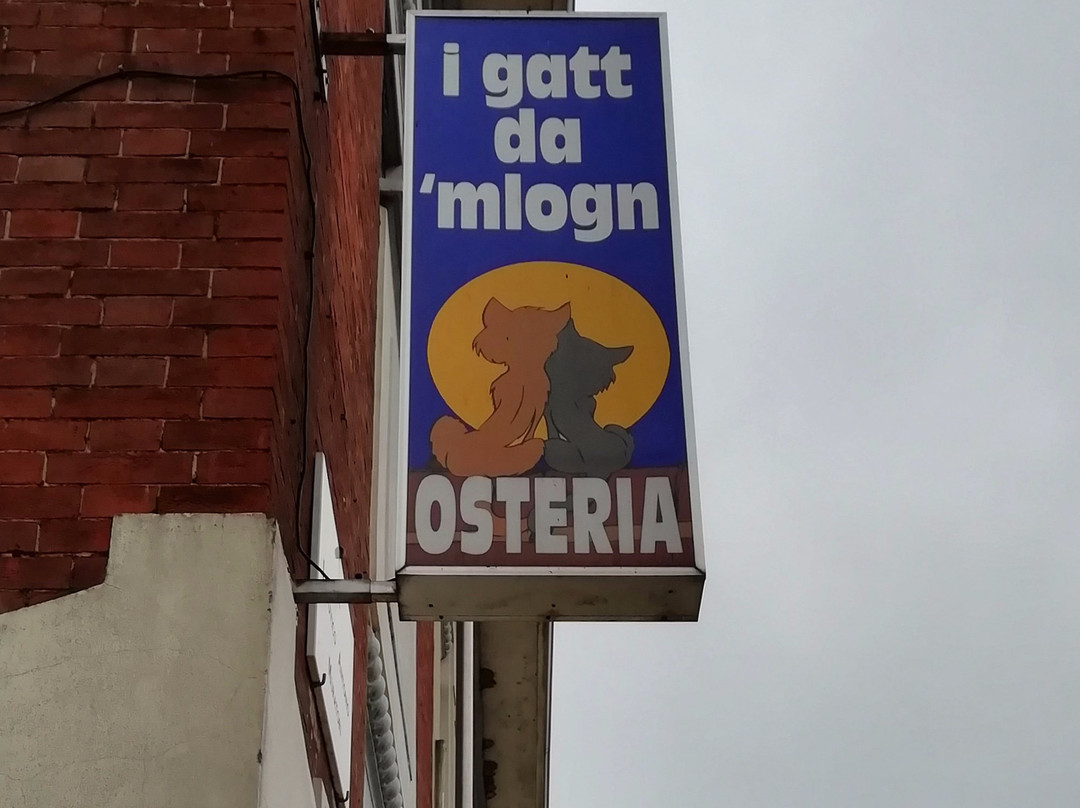 i gatt
da
‘mlogn
OSTERIA